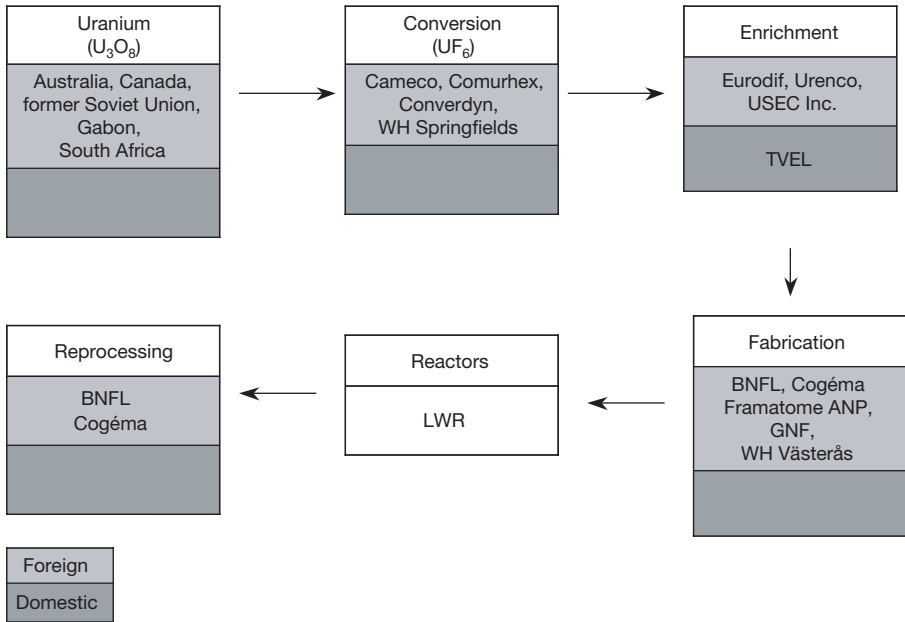 Uranium
(U₃O₈)
Australia, Canada,
former Soviet Union,
Gabon,
South Africa
Conversion
(UF₆)
Cameco, Comurhex,
Converdyn,
WH Springfields
Enrichment
Eurodif, Urenco,
USEC Inc.
TVEL
Reprocessing
BNFL
Cogéma
Reactors
LWR
Fabrication
BNFL, Cogéma
Framatome ANP,
GNF,
WH Västerås
Foreign
Domestic